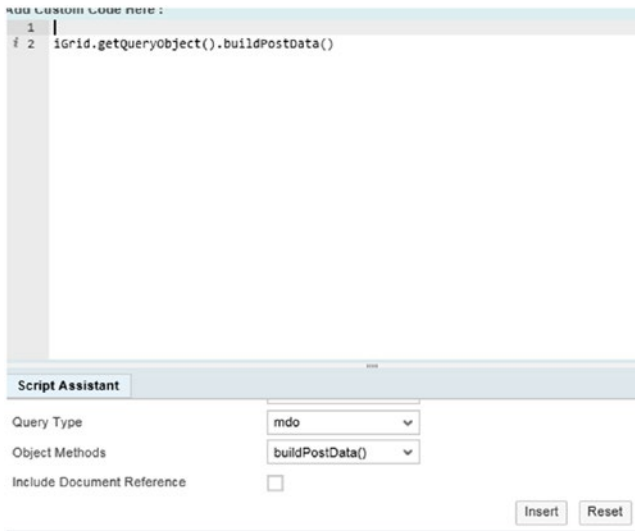 Add Custom Code Here :
1
i 2 iGrid.getQueryObject().buildPostData()
Script Assistant
Query Type mdo
Object Methods buildPostData()
Include Document Reference
Insert Reset